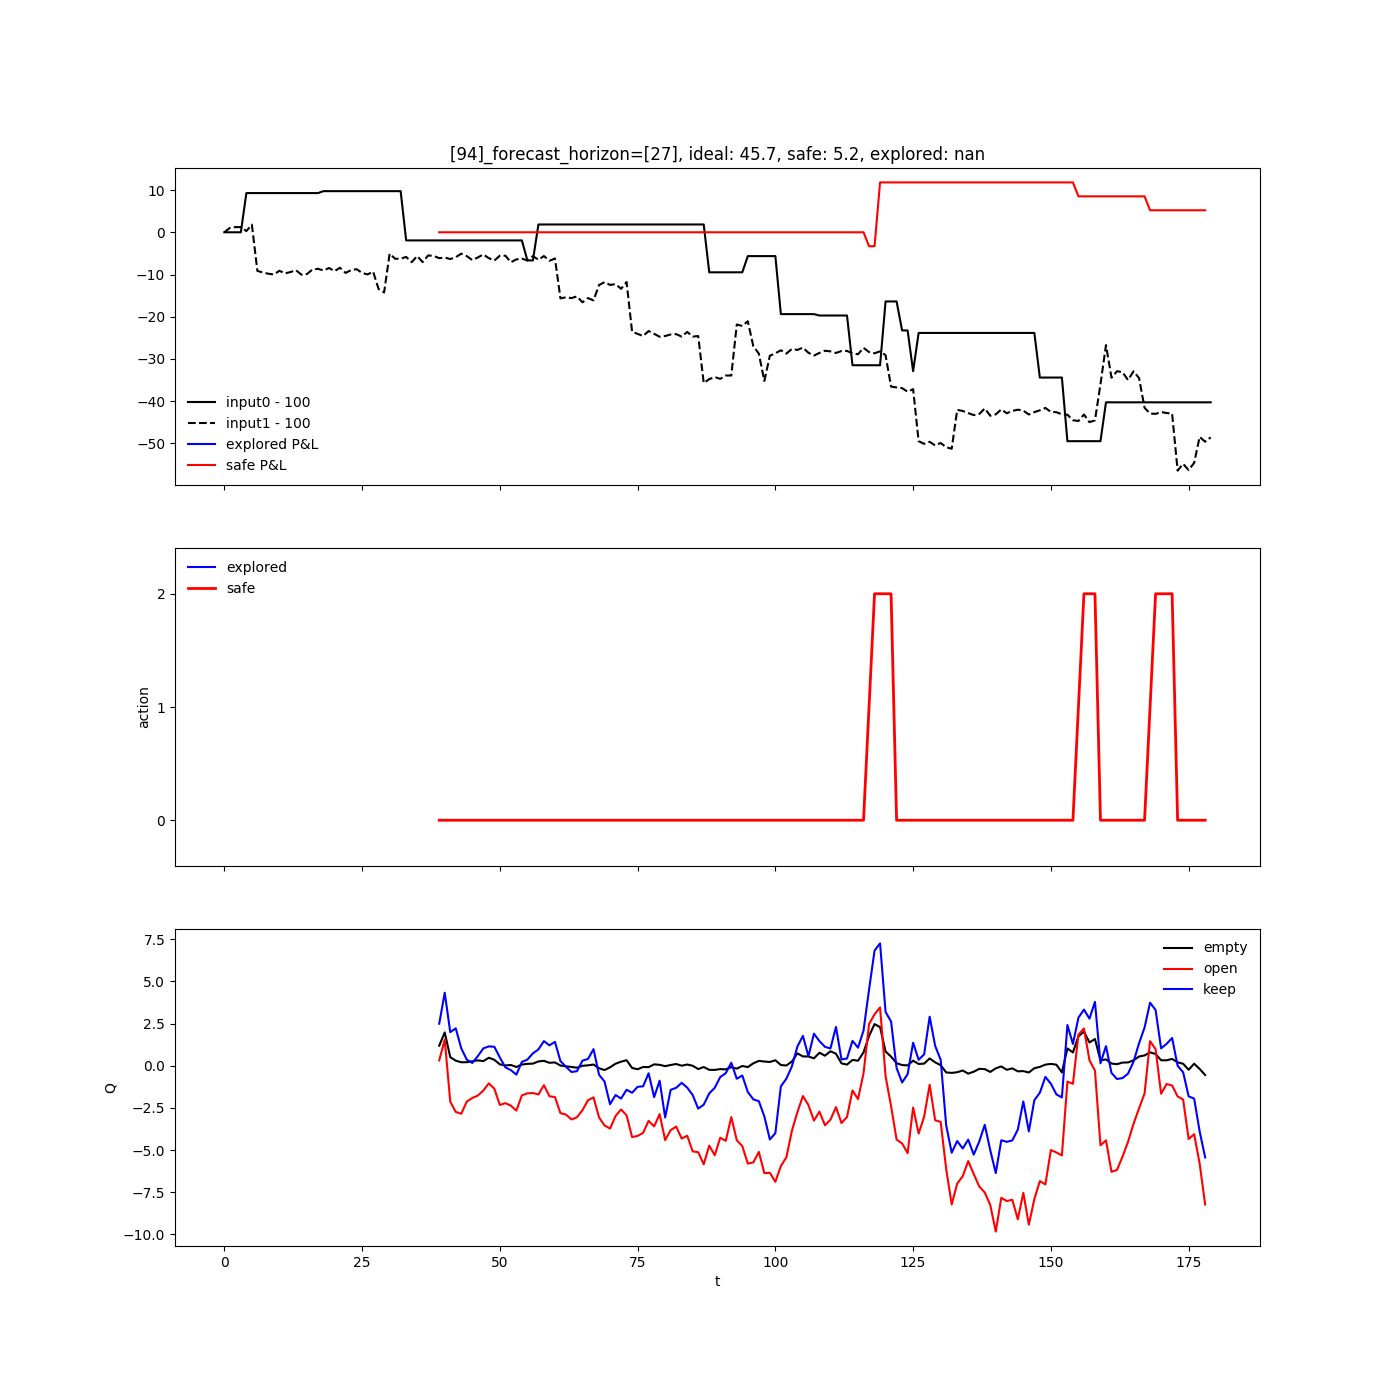 [94]_forecast_horizon=[27], ideal: 45.7, safe: 5.2, explored: nan
10
0
−10
−20
−30
−40
−50
input0 - 100
input1 - 100
explored P&L
safe P&L
explored
safe
2
1
0
action
empty
open
keep
7.5
5.0
2.5
0.0
−2.5
−5.0
−7.5
−10.0
Q
0 25 50 75 100 125 150 175
t